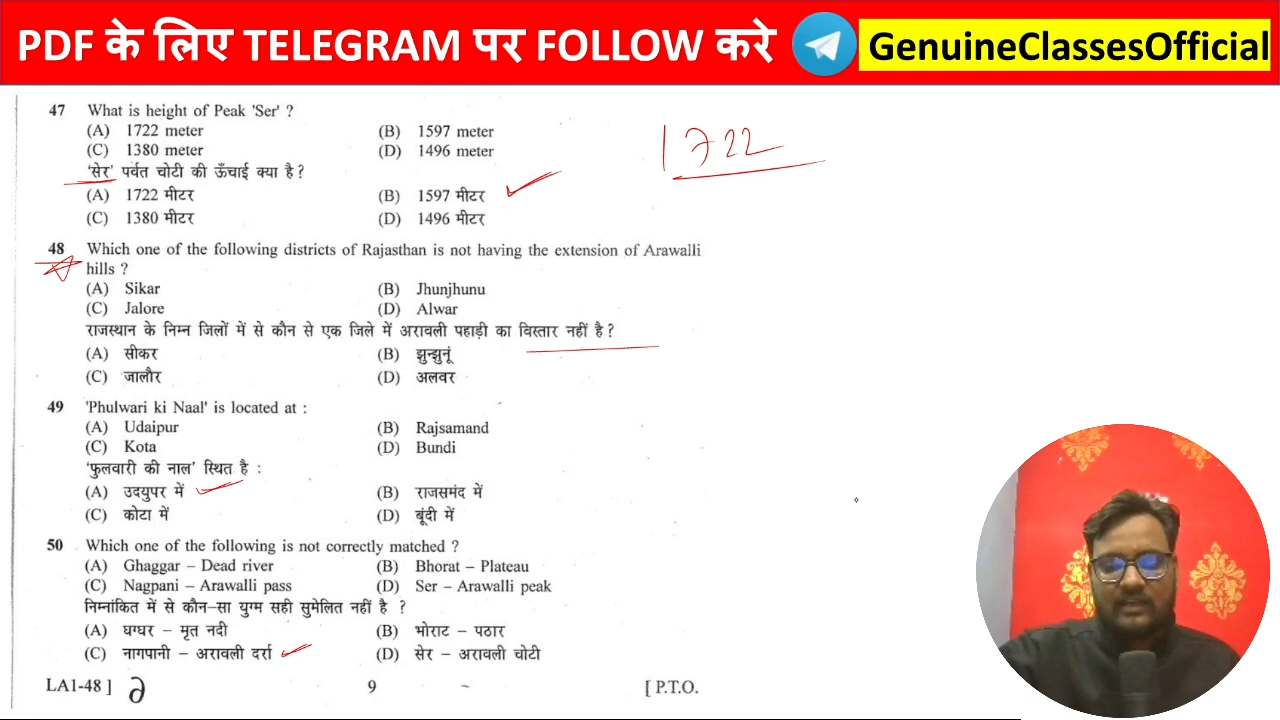 PDF के लिए TELEGRAM पर FOLLOW करे GenuineClassesOfficial
47 What is height of Peak 'Ser' ?
(A) 1722 meter (B) 1597 meter
(C) 1380 meter (D) 1496 meter
'सेर' पर्वत चोटी की ऊँचाई क्या है?
(A) 1722 मीटर (B) 1597 मीटर
(C) 1380 मीटर (D) 1496 मीटर
1722
48 Which one of the following districts of Rajasthan is not having the extension of Arawalli
hills ?
(A) Sikar (B) Jhunjhunu
(C) Jalore (D) Alwar
राजस्थान के निम्न जिलों में से कौन से एक जिले में अरावली पहाड़ी का विस्तार नहीं है?
(A) सीकर (B) झुन्झुनूं
(C) जालौर (D) अलवर
49 'Phulwari ki Naal' is located at :
(A) Udaipur (B) Rajsamand
(C) Kota (D) Bundi
'फुलवारी की नाल' स्थित है :
(A) उदयुपर में (B) राजसमंद में
(C) कोटा में (D) बूंदी में
50 Which one of the following is not correctly matched ?
(A) Ghaggar – Dead river (B) Bhorat – Plateau
(C) Nagpani – Arawalli pass (D) Ser – Arawalli peak
निम्नांकित में से कौन-सा युग्म सही सुमेलित नहीं है ?
(A) घग्घर – मृत नदी (B) भोराट – पठार
(C) नागपानी – अरावली दर्रा (D) सेर – अरावली चोटी
LA1-48 ] 9 [ P.T.O.